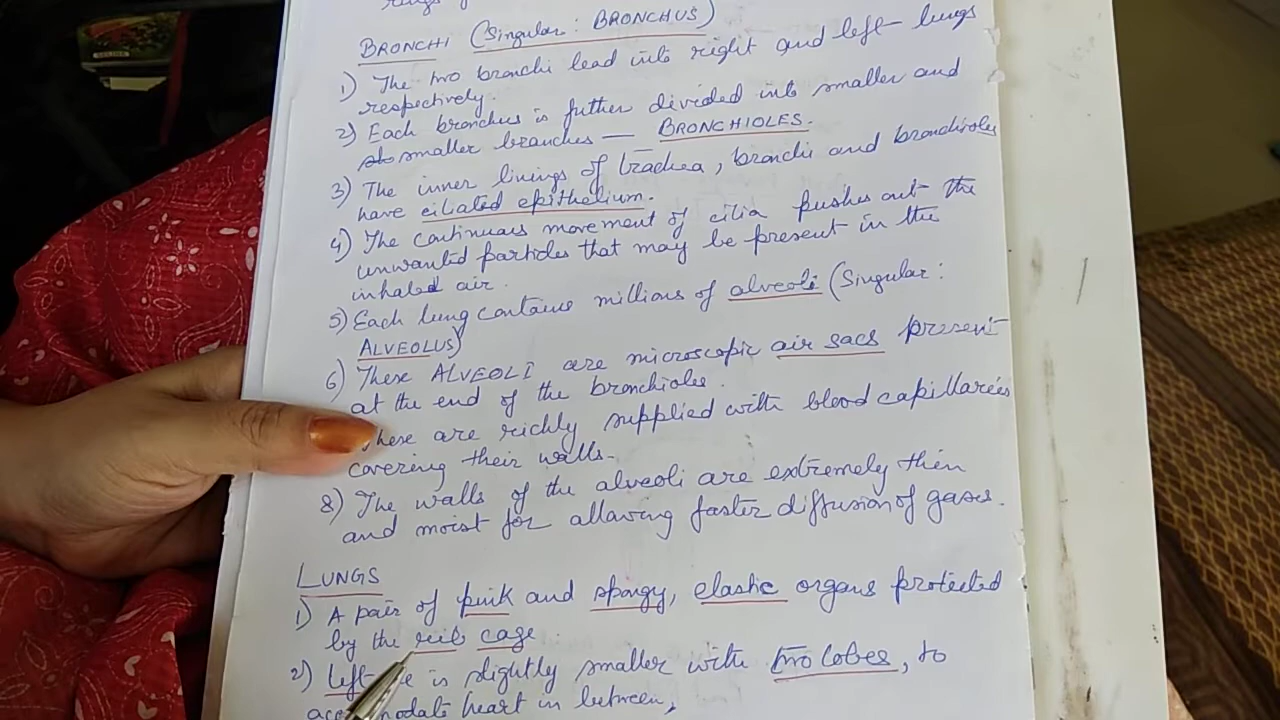 rings of
BRONCHI (Singular: BRONCHUS)
1) The two bronchi lead into right and left lungs
respectively.
2) Each bronchus is futher divided into smaller and
smaller branches — BRONCHIOLES.
3) The inner linings of trachea, bronchi and bronchioles
have ciliated epithelium.
4) The continuous movement of cilia pushes out the
unwanted particles that may be present in the
inhaled air.
5) Each lung contains millions of alveoli (Singular:
ALVEOLUS)
6) These ALVEOLI are microscopic air sacs present
at the end of the bronchioles.
These are richly supplied with blood capillaries
covering their walls.
8) The walls of the alveoli are extremely thin
and moist for allowing faster diffusion of gases.
LUNGS
1) A pair of pink and spongy, elastic organs protected
by the rib cage
2) Left is slightly smaller with two lobes, to
heart in between,